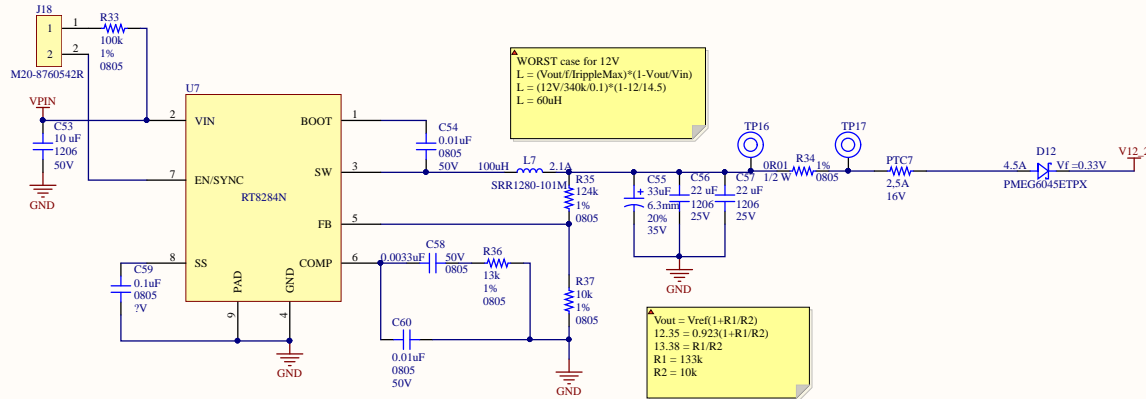 J18
1
2
1
2
M20-8760542R
R33
100k
1%
0805
VPIN
C53
10 uF
1206
50V
GND
U7
2
VIN
7
EN/SYNC
8
SS
RT8284N
BOOT
1
SW
3
FB
5
COMP
6
PAD
9
GND
4
C59
0.1uF
0805
?V
GND
C54
0.01uF
0805
50V
WORST case for 12V
L = (Vout/f/IrippleMax)*(1-Vout/Vin)
L = (12V/340k/0.1)*(1-12/14.5)
L = 60uH
100uH
L7
2.1A
SRR1280-101M
R35
124k
1%
0805
C58
0.0033uF
50V
0805
R36
13k
1%
0805
C60
0.01uF
0805
50V
R37
10k
1%
0805
GND
C55
33uF
6.3mm
20%
35V
C56
22 uF
1206
25V
C57
22 uF
1206
25V
GND
TP16
0R01
1/2 W
R34
1%
0805
TP17
PTC7
2,5A
16V
D12
4.5A
Vf =0.33V
PMEG6045ETPX
V12_2
Vout = Vref(1+R1/R2)
12.35 = 0.923(1+R1/R2)
13.38 = R1/R2
R1 = 133k
R2 = 10k